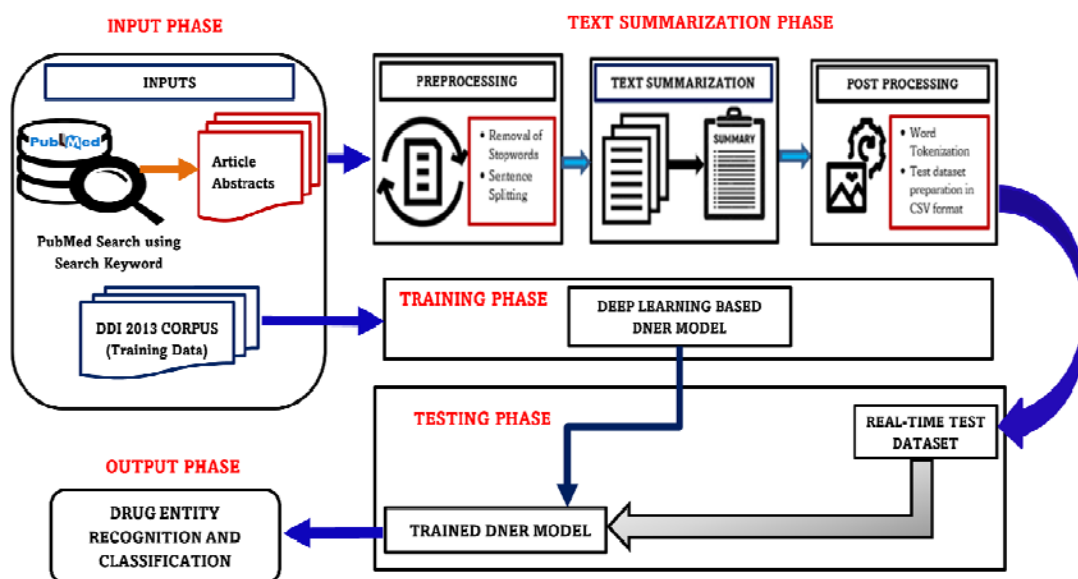 INPUT PHASE
TEXT SUMMARIZATION PHASE
INPUTS
PubMed
Article
Abstracts
PubMed Search using
Search Keyword
DDI 2013 CORPUS
(Training Data)
PREPROCESSING
• Removal of
Stopwords
• Sentence
Splitting
TEXT SUMMARIZATION
SUMMARY
POST PROCESSING
• Word
Tokenization
• Test dataset
preparation in
CSV format
TRAINING PHASE
DEEP LEARNING BASED
DNER MODEL
TESTING PHASE
REAL-TIME TEST
DATASET
TRAINED DNER MODEL
OUTPUT PHASE
DRUG ENTITY
RECOGNITION AND
CLASSIFICATION